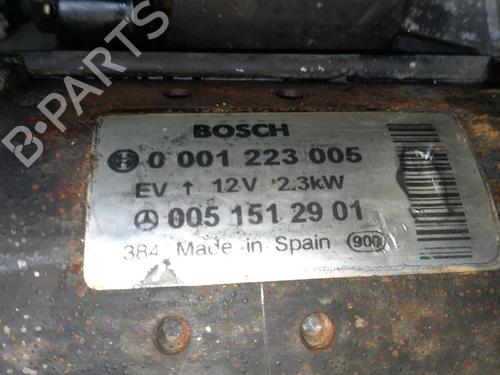 B-PARTS
BOSCH
0 001 223 005
EV ↑ 12V 2.3kW
005 151 29 01
384 Made in Spain 900